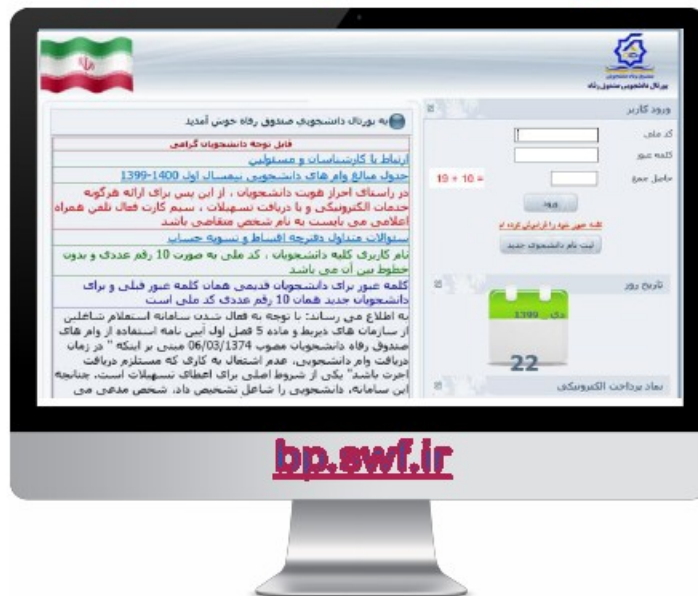 پورتال دانشجویی صندوق رفاه
ورود کاربر
کد ملی
کلمه عبور
حاصل جمع
19 + 10 =
ورود
کلمه عبور خود را فراموش کرده ام
ثبت نام دانشجوی جدید
تاریخ روز
دی _ 1399
22
نماد پرداخت الکترونیکی
به پورتال دانشجویی صندوق رفاه خوش آمدید
قابل توجه دانشجویان گرامی
ارتباط با کارشناسان و مسئولین
جدول مبالغ وام های دانشجویی نیمسال اول 1400-1399
در راستای احراز هویت دانشجویان ، از این پس برای ارائه هرگونه
خدمات الکترونیکی و یا دریافت تسهیلات ، سیم کارت فعال تلفن همراه
اعلامی می بایست به نام شخص متقاضی باشد
سئوالات متداول دفترچه اقساط و تسویه حساب
نام کاربری کلیه دانشجویان ، کد ملی به صورت 10 رقم عددی و بدون
خطوط بین آن می باشد
کلمه عبور برای دانشجویان قدیمی همان کلمه عبور قبلی و برای
دانشجویان جدید همان 10 رقم عددی کد ملی است
به اطلاع می رساند: با توجه به فعال شدن سامانه استعلام شاغلین
از سازمان های ذیربط و ماده 5 فصل اول آیین نامه استفاده از وام های
صندوق رفاه دانشجویان مصوب 06/03/1374 مبنی بر اینکه " در زمان
دریافت وام دانشجویی، عدم اشتغال به کاری که مستلزم دریافت
اجرت باشد" یکی از شروط اصلی برای اعطای تسهیلات است. چنانچه
این سامانه، دانشجویی را شاغل تشخیص داد، شخص مدعی می
bp.swf.ir